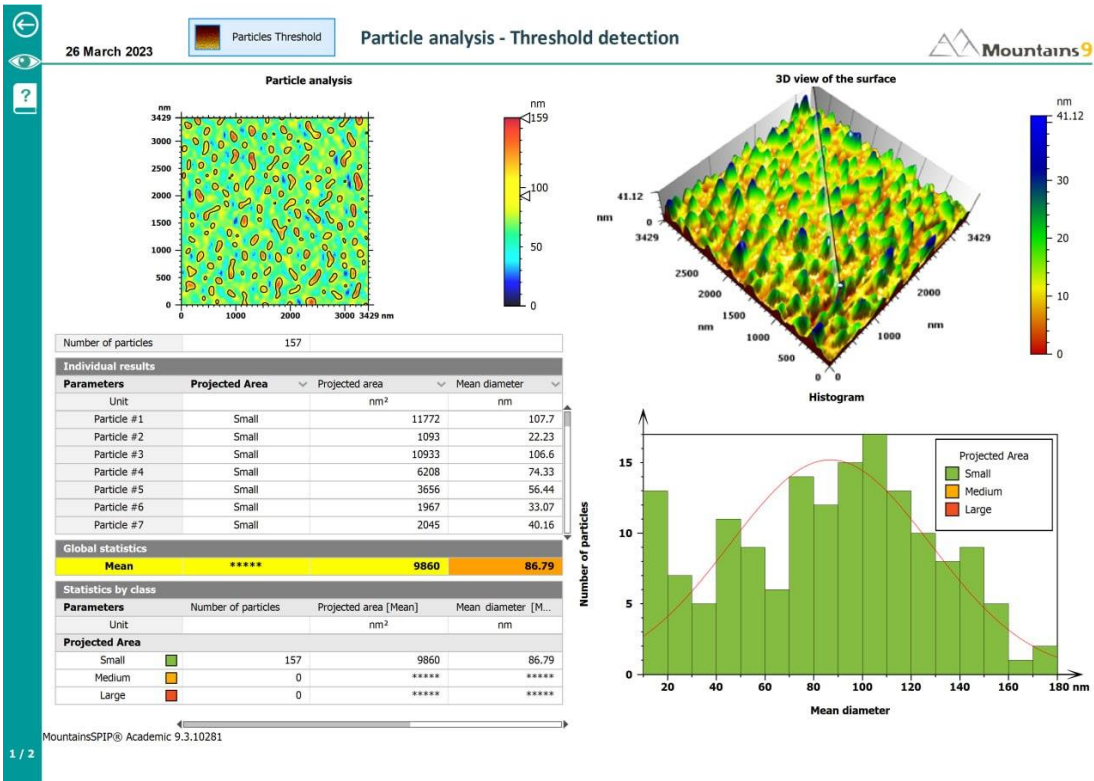 26 March 2023
Particles Threshold
Particle analysis - Threshold detection
Mountains9
?
Particle analysis
nm
3429
3000
2500
2000
1500
1000
500
0
0 1000 2000 3000 3429 nm
nm
159
100
50
0
3D view of the surface
nm
41.12
30
20
10
0
41.12
nm
0
3429
2500
2000
nm
1500
1000
500
0
0
1000
nm
2000
3429
Number of particles 157
Individual results
Parameters Projected Area Projected area Mean diameter
Unit nm² nm
Particle #1 Small 11772 107.7
Particle #2 Small 1093 22.23
Particle #3 Small 10933 106.6
Particle #4 Small 6208 74.33
Particle #5 Small 3656 56.44
Particle #6 Small 1967 33.07
Particle #7 Small 2045 40.16
Global statistics
Mean ***** 9860 86.79
Statistics by class
Parameters Number of particles Projected area [Mean] Mean diameter [M...
Unit nm² nm
Projected Area
Small 157 9860 86.79
Medium 0 ***** *****
Large 0 ***** *****
Histogram
Number of particles
15
10
5
0
20 40 60 80 100 120 140 160 180 nm
Mean diameter
Projected Area
Small
Medium
Large
MountainsSPIP® Academic 9.3.10281
1 / 2